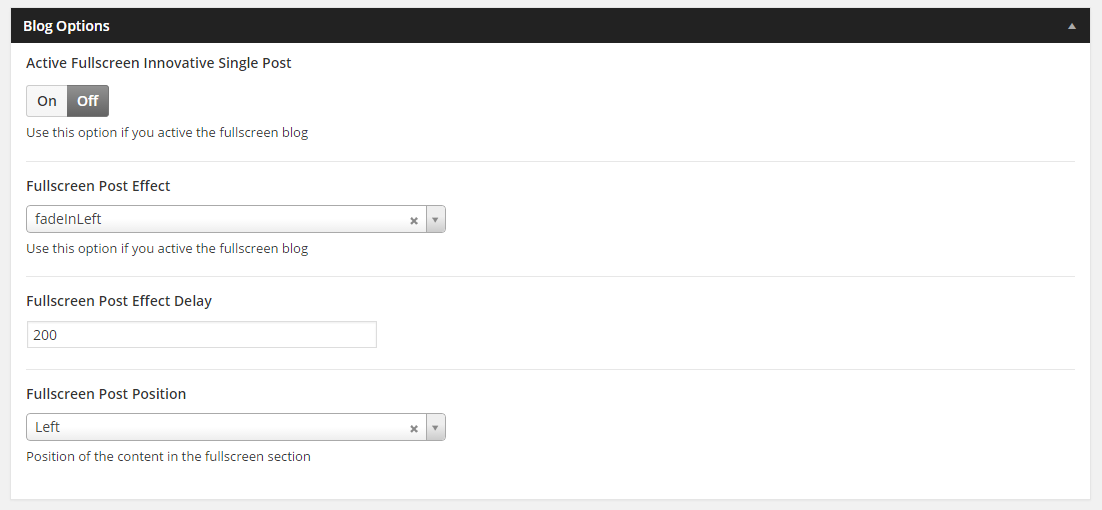 Blog Options
Active Fullscreen Innovative Single Post
On Off
Use this option if you active the fullscreen blog
Fullscreen Post Effect
fadeInLeft
Use this option if you active the fullscreen blog
Fullscreen Post Effect Delay
200
Fullscreen Post Position
Left
Position of the content in the fullscreen section